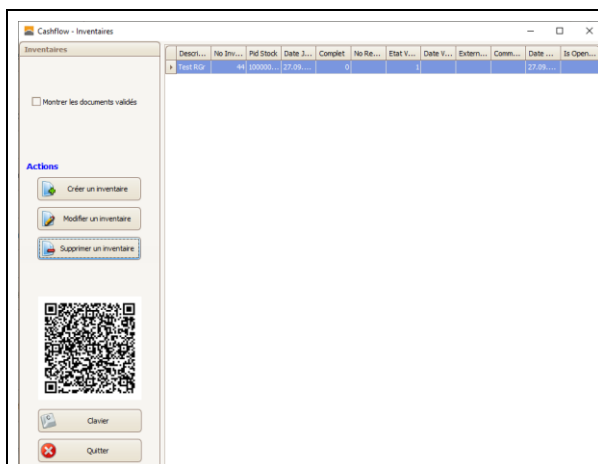 Cashflow - Inventaires
Inventaires
Descri... No Inv... Pid Stock Date J... Complet No Re... Etat V... Date V... Extern... Comm... Date ... Is Open...
Test RGr 44 100000... 27.09.... 0 1 27.09....
Montrer les documents validés
Actions
Créer un inventaire
Modifier un inventaire
Supprimer un inventaire
Clavier
Quitter